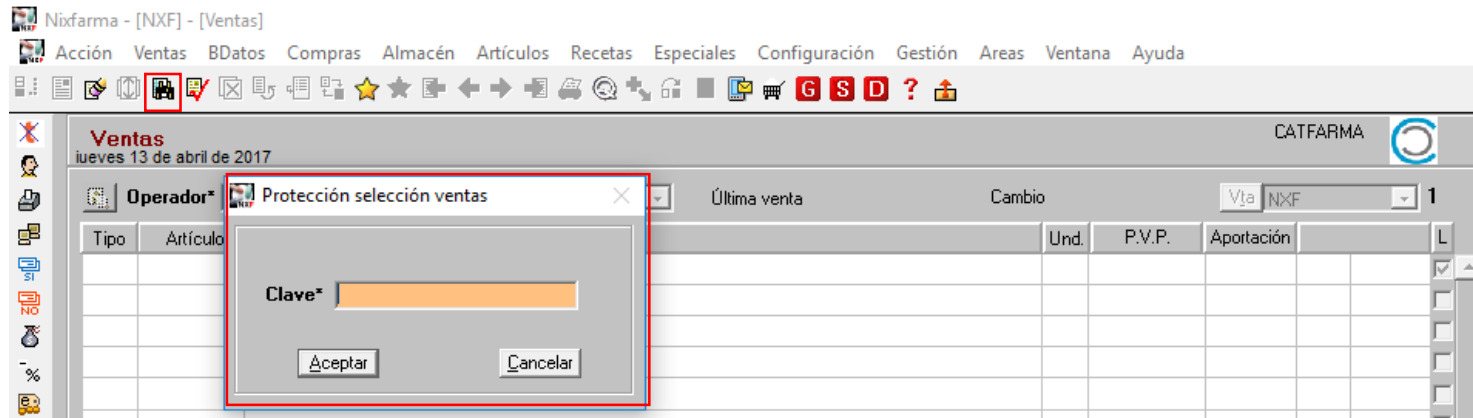 Nixfarma - [NXF] - [Ventas]
Acción Ventas BDatos Compras Almacén Artículos Recetas Especiales Configuración Gestión Areas Ventana Ayuda
G S D ?
Ventas CATFARMA
jueves 13 de abril de 2017
Operador* Protección selección ventas Última venta Cambio Vta NXF 1
Tipo Artículo Und. P.V.P. Aportación L
SI
Clave*
NO
Aceptar Cancelar
%